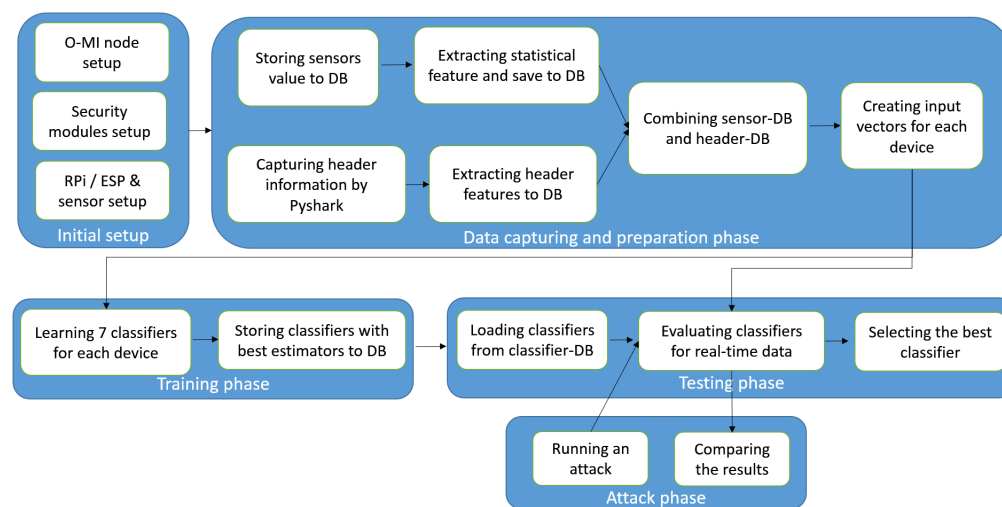 O-MI node
setup
Security
modules setup
RPi / ESP &
sensor setup
Initial setup
Storing sensors
value to DB
Extracting statistical
feature and save to DB
Capturing header
information by
Pyshark
Extracting header
features to DB
Combining sensor-DB
and header-DB
Creating input
vectors for each
device
Data capturing and preparation phase
Learning 7 classifiers
for each device
Storing classifiers with
best estimators to DB
Training phase
Loading classifiers
from classifier-DB
Evaluating classifiers
for real-time data
Selecting the best
classifier
Testing phase
Running an
attack
Comparing
the results
Attack phase